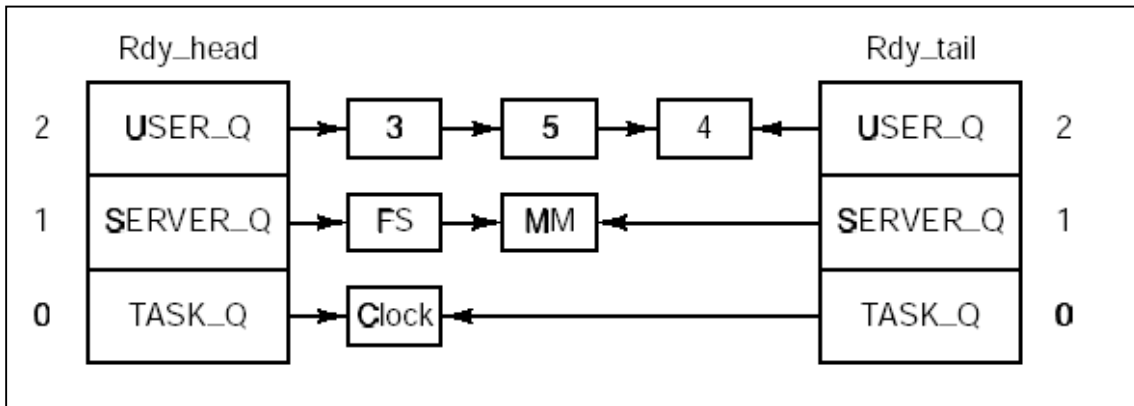 Rdy_head Rdy_tail
2 USER_Q 3 5 4 USER_Q 2
1 SERVER_Q FS MM SERVER_Q 1
0 TASK_Q Clock TASK_Q 0